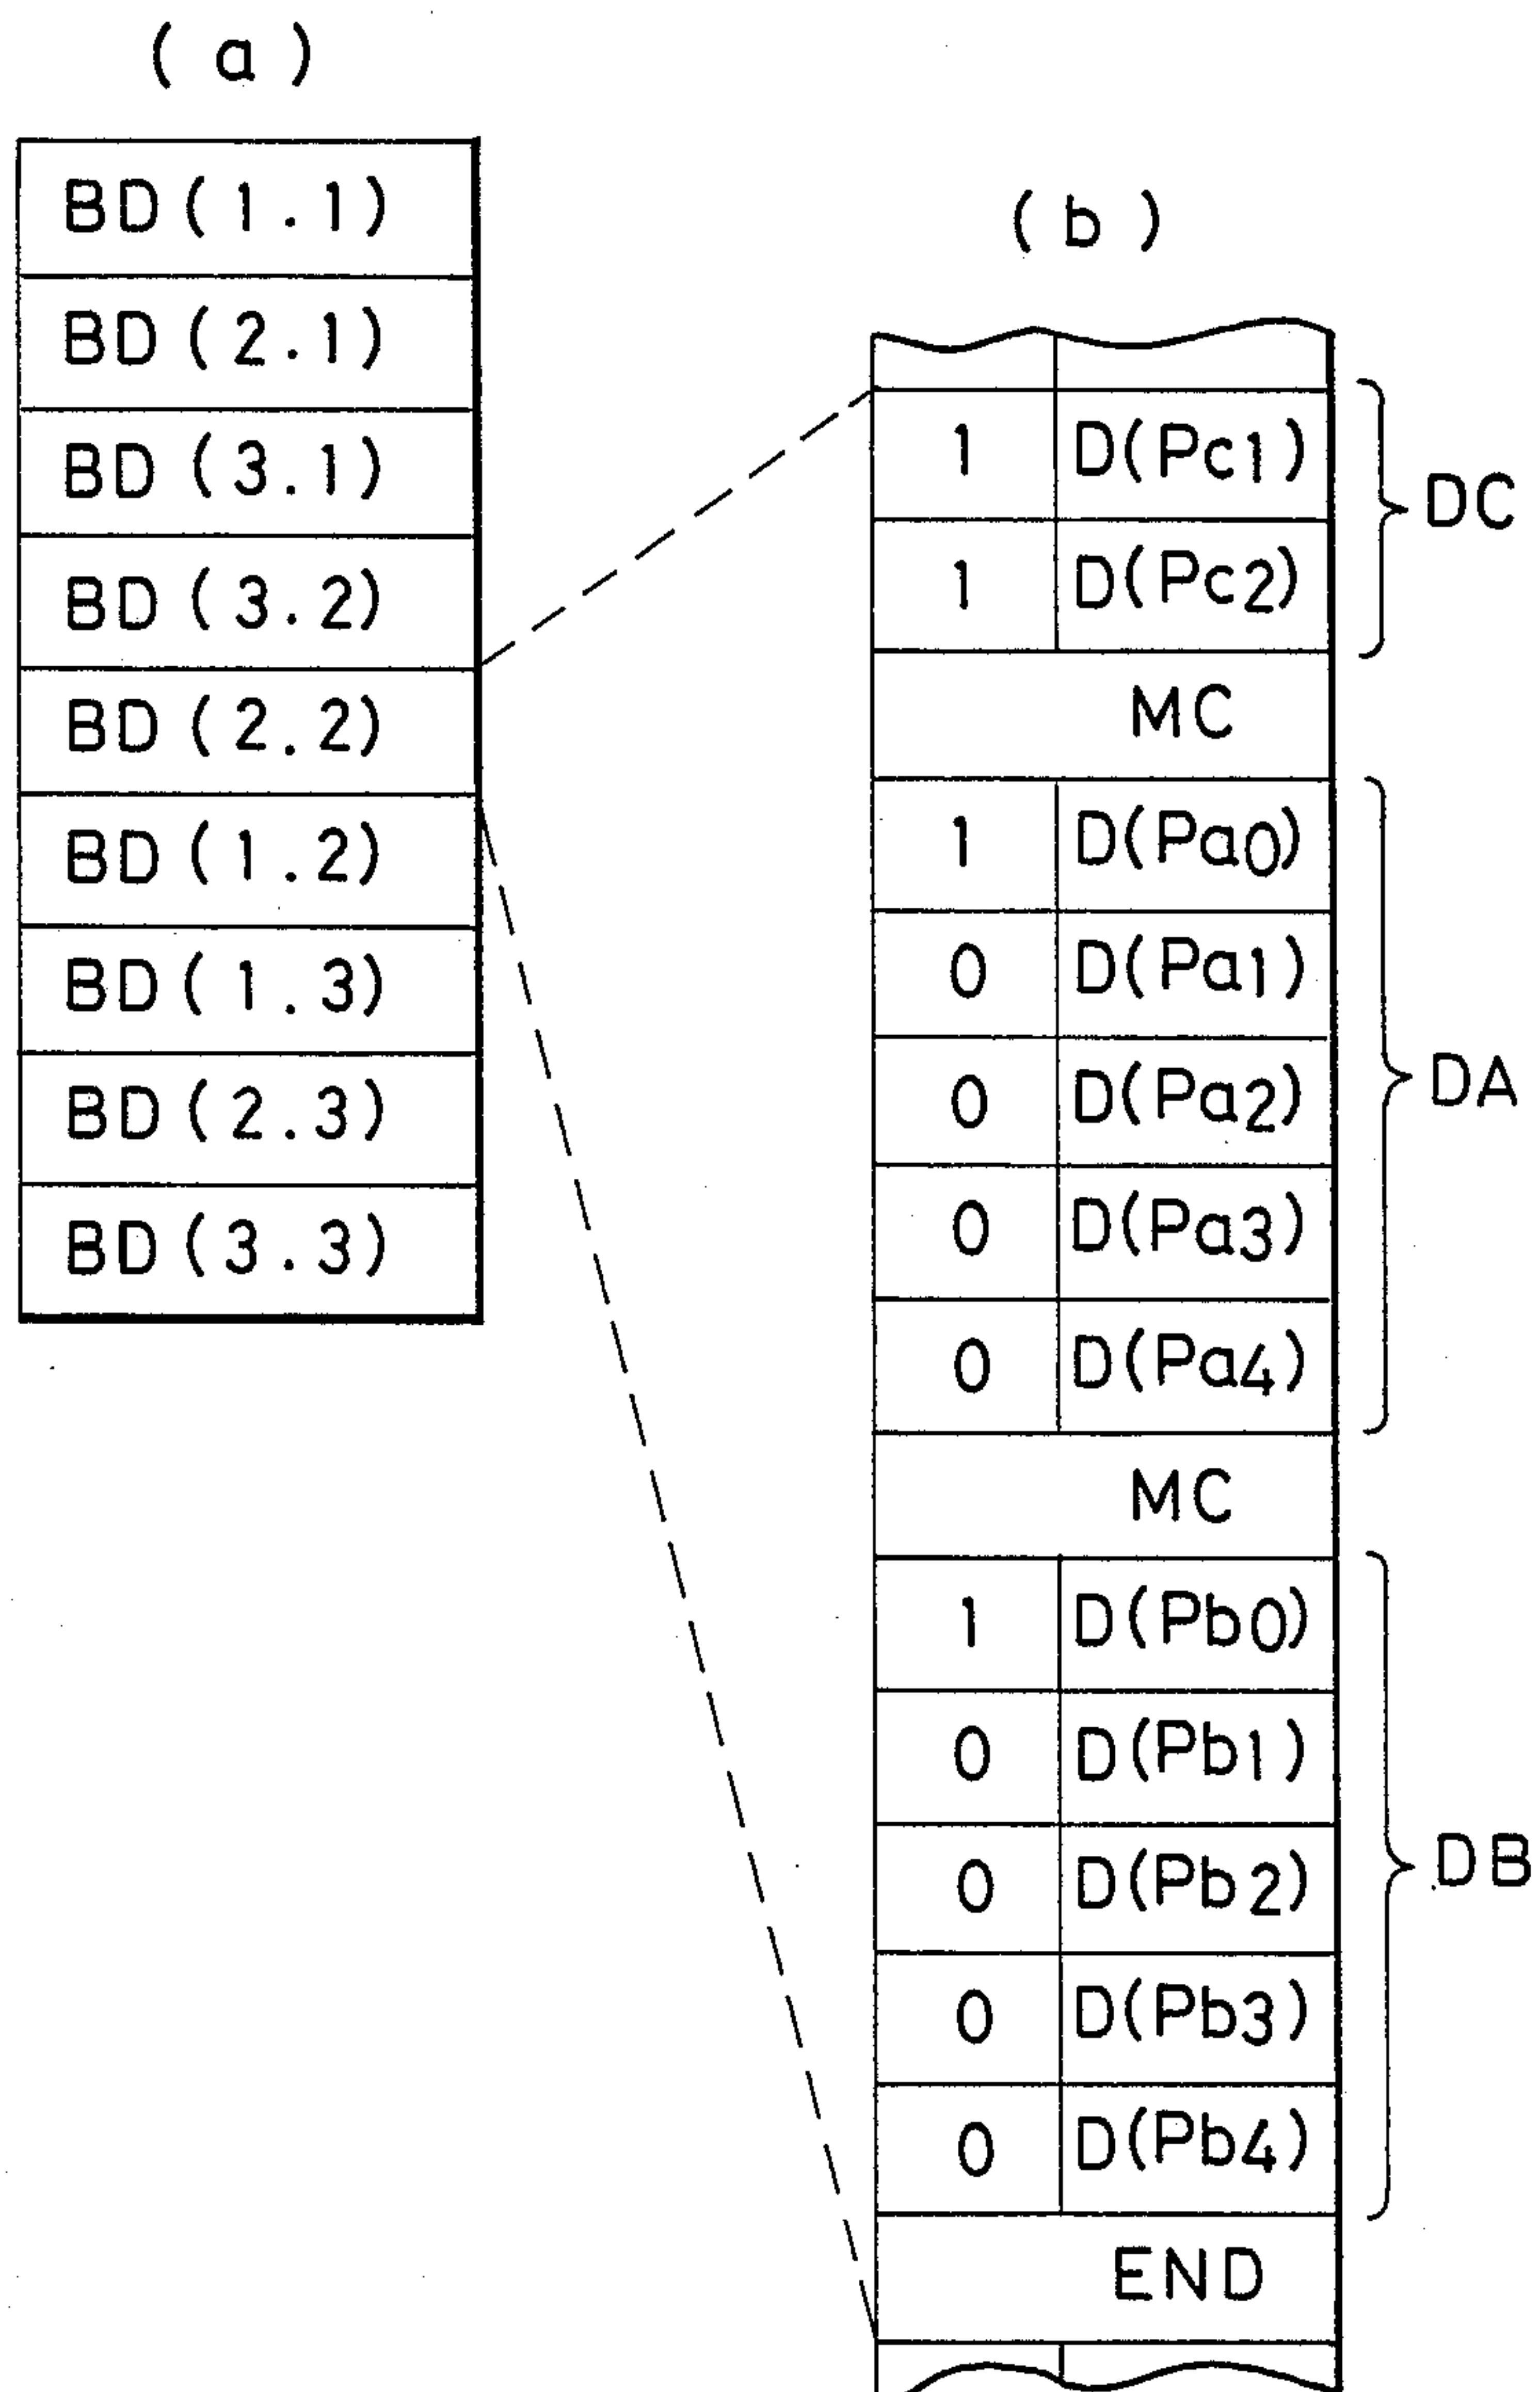 ( a )
BD ( 1 . 1 )
BD ( 2 . 1 )
BD ( 3 . 1 )
BD ( 3 . 2 )
BD ( 2 . 2 )
BD ( 1 . 2 )
BD ( 1 . 3 )
BD ( 2 . 3 )
BD ( 3 . 3 )
( b )
1 D(Pc1)
1 D(Pc2)
DC
MC
1 D(Pa0)
0 D(Pa1)
0 D(Pa2)
0 D(Pa3)
0 D(Pa4)
DA
MC
1 D(Pb0)
0 D(Pb1)
0 D(Pb2)
0 D(Pb3)
0 D(Pb4)
DB
END